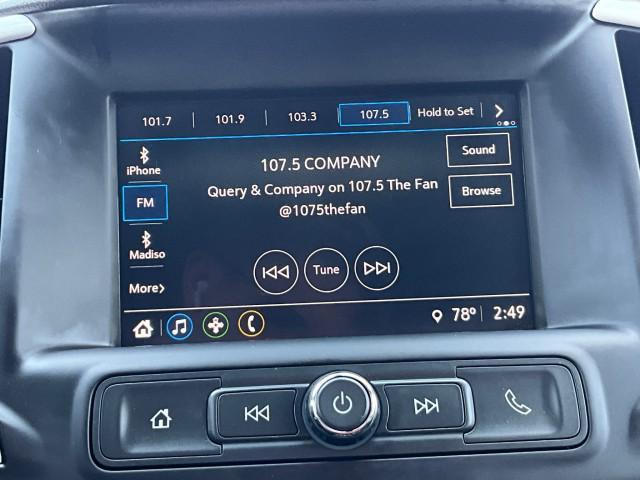 101.7 101.9 103.3 107.5 Hold to Set
iPhone
FM
Madiso
More>
107.5 COMPANY
Query & Company on 107.5 The Fan
@1075thefan
Sound
Browse
Tune
78° 2:49